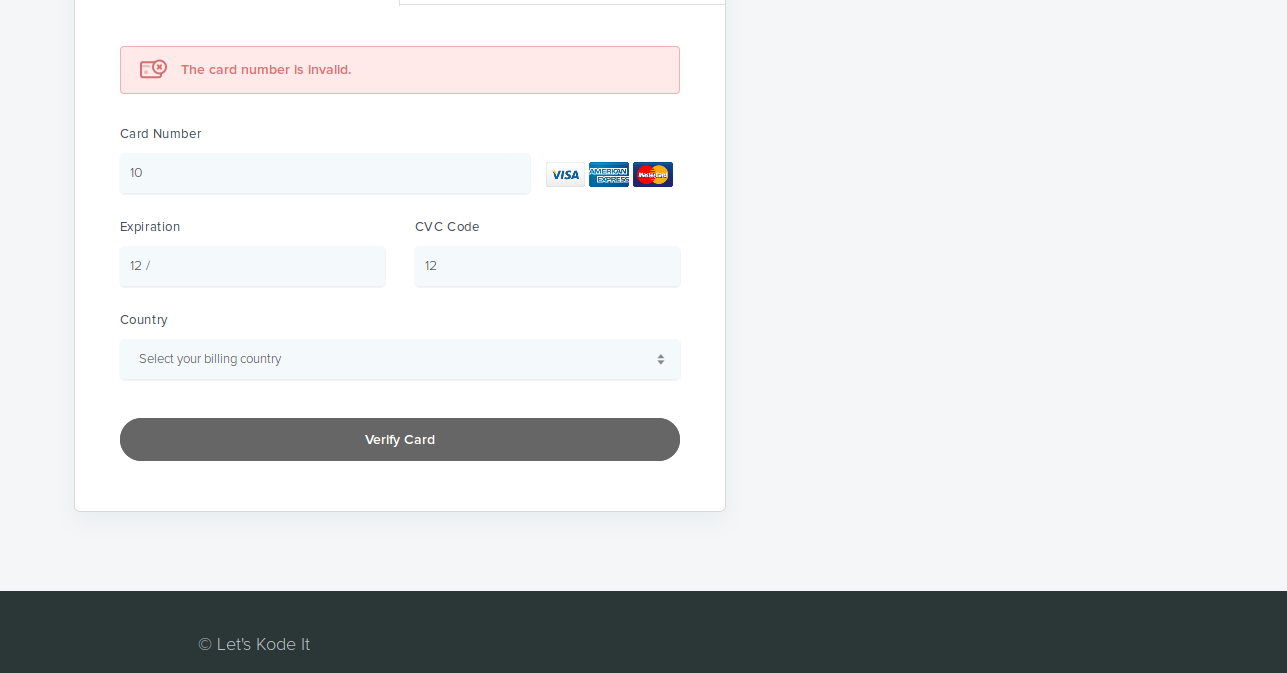 The card number is invalid.
Card Number
10
VISA
AMERICAN
EXPRESS
MasterCard
Expiration
CVC Code
12 /
12
Country
Select your billing country
Verify Card
© Let's Kode It